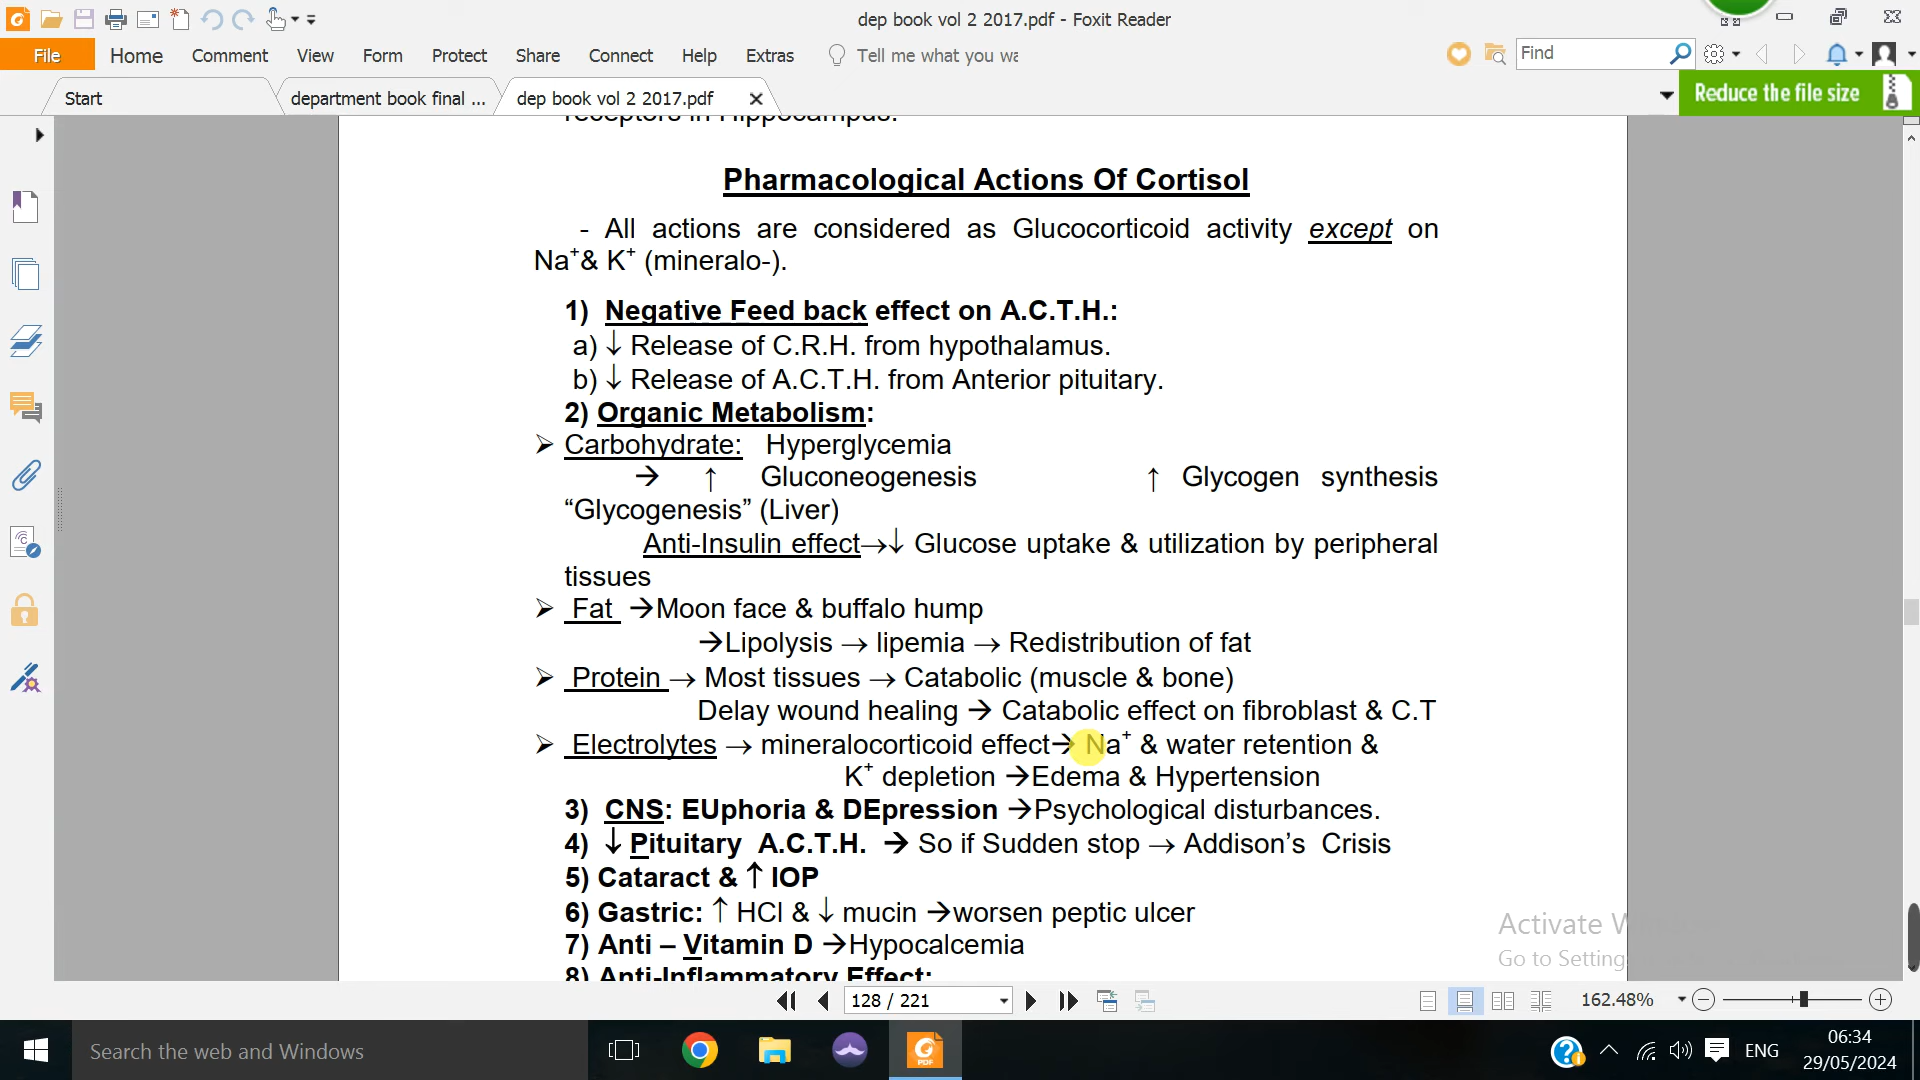 dep book vol 2 2017.pdf - Foxit Reader
File Home Comment View Form Protect Share Connect Help Extras Tell me what you wa Find
Start department book final ... dep book vol 2 2017.pdf Reduce the file size
receptors in Hippocampus.
Pharmacological Actions Of Cortisol
- All actions are considered as Glucocorticoid activity except on
Na⁺& K⁺ (mineralo-).
1) Negative Feed back effect on A.C.T.H.:
a) ↓ Release of C.R.H. from hypothalamus.
b) ↓ Release of A.C.T.H. from Anterior pituitary.
2) Organic Metabolism:
➢ Carbohydrate: Hyperglycemia
→ ↑ Gluconeogenesis ↑ Glycogen synthesis
“Glycogenesis” (Liver)
Anti-Insulin effect→↓ Glucose uptake & utilization by peripheral
tissues
➢ Fat →Moon face & buffalo hump
→Lipolysis → lipemia → Redistribution of fat
➢ Protein → Most tissues → Catabolic (muscle & bone)
Delay wound healing → Catabolic effect on fibroblast & C.T
➢ Electrolytes → mineralocorticoid effect→ Na⁺ & water retention &
K⁺ depletion →Edema & Hypertension
3) CNS: EUphoria & DEpression →Psychological disturbances.
4) ↓ Pituitary A.C.T.H. → So if Sudden stop → Addison’s Crisis
5) Cataract & ↑ IOP
6) Gastric: ↑ HCl & ↓ mucin →worsen peptic ulcer
7) Anti – Vitamin D →Hypocalcemia
8) Anti-Inflammatory Effect:
Activate W
Go to Setting
128 / 221 162.48%
Search the web and Windows ENG 06:34
29/05/2024